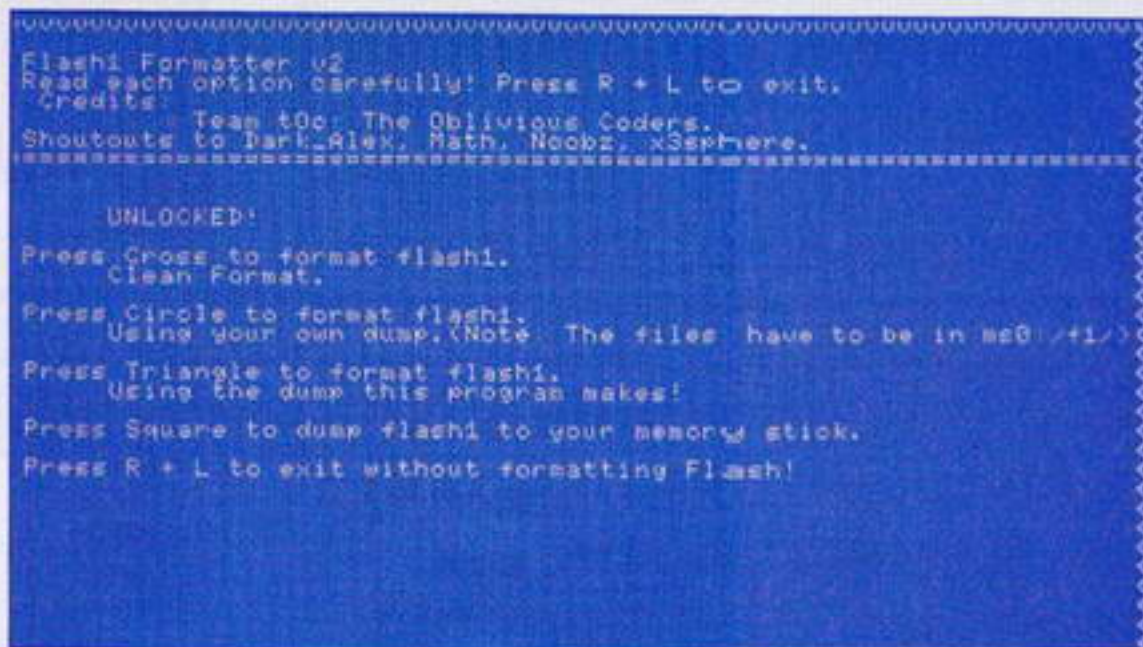 Flash1 Formatter v2
Read each option carefully! Press R + L to exit.
Credits:
Team t0c: The Oblivious Coders.
Shoutouts to Dark_Alex, Math, Noobz, x3sphere.
UNLOCKED!
Press Cross to format flash1.
Clean Format.
Press Circle to format flash1.
Using your own dump.(Note: The files have to be in ms0:/f1/)
Press Triangle to format flash1.
Using the dump this program makes!
Press Square to dump flash1 to your memory stick.
Press R + L to exit without formatting Flash!